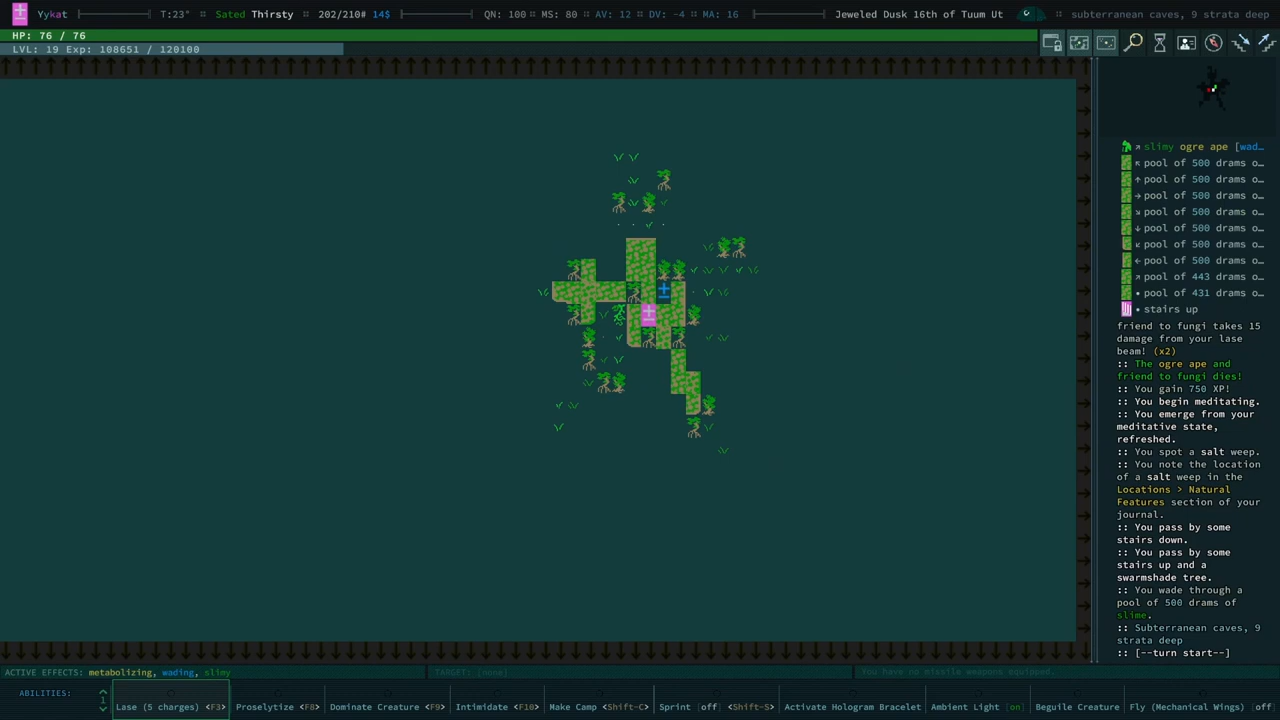 Yykat T:23° Sated Thirsty 202/210# 14$ QN: 100 MS: 80 AV: 12 DV: -4 MA: 16 Jeweled Dusk 16th of Tuum Ut subterranean caves, 9 strata deep
HP: 76 / 76
LVL: 19 Exp: 108651 / 120100
slimy ogre ape [wad…
pool of 500 drams o…
pool of 500 drams o…
pool of 500 drams o…
pool of 500 drams o…
pool of 500 drams o…
pool of 500 drams o…
pool of 500 drams o…
pool of 443 drams o…
pool of 431 drams o…
stairs up
friend to fungi takes 15
damage from your lase
beam! (x2)
:: The ogre ape and
friend to fungi dies!
:: You gain 750 XP!
:: You begin meditating.
:: You emerge from your
meditative state,
refreshed.
:: You spot a salt weep.
:: You note the location
of a salt weep in the
Locations > Natural
Features section of your
journal.
:: You pass by some
stairs down.
:: You pass by some
stairs up and a
swarmshade tree.
:: You wade through a
pool of 500 drams of
slime.
:: Subterranean caves, 9
strata deep
:: [--turn start--]
ACTIVE EFFECTS: metabolizing, wading, slimy TARGET: [none] You have no missile weapons equipped.
ABILITIES: 1 Lase (5 charges) <F3> Proselytize <F8> Dominate Creature <F9> Intimidate <F10> Make Camp <Shift-C> Sprint [off] <Shift-S> Activate Hologram Bracelet Ambient Light [on] Beguile Creature Fly (Mechanical Wings) [off]